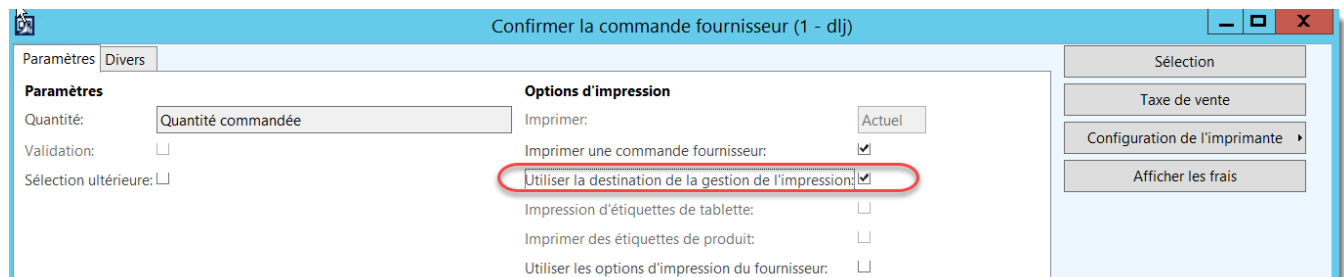 Confirmer la commande fournisseur (1 - dlj)
Paramètres Divers
Paramètres
Quantité: Quantité commandée
Validation:
Sélection ultérieure:
Options d'impression
Imprimer: Actuel
Imprimer une commande fournisseur:
Utiliser la destination de la gestion de l'impression:
Impression d'étiquettes de tablette:
Imprimer des étiquettes de produit:
Utiliser les options d'impression du fournisseur:
Sélection
Taxe de vente
Configuration de l'imprimante
Afficher les frais